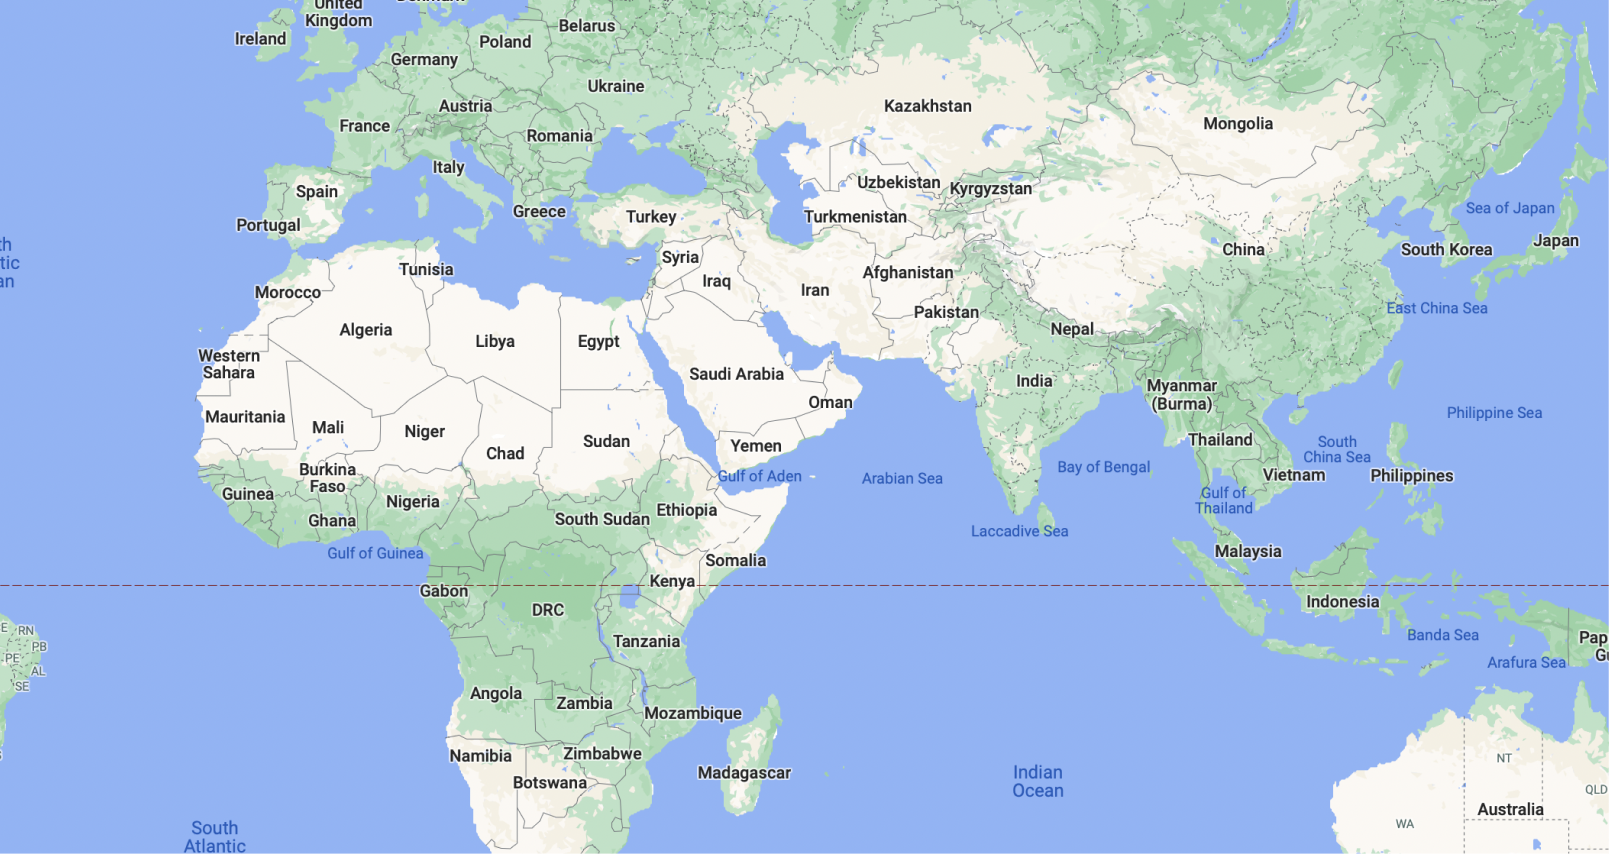 United
Kingdom
Ireland
Belarus
Poland
Germany
Ukraine
Austria
Kazakhstan
France
Mongolia
Romania
Italy
Uzbekistan
Kyrgyzstan
Spain
Sea of Japan
Greece
Turkey
Turkmenistan
Portugal
Japan
South Korea
China
Syria
Tunisia
Afghanistan
Iraq
Iran
Morocco
East China Sea
Pakistan
Algeria
Nepal
Libya
Egypt
Western
Sahara
Saudi Arabia
India
Myanmar
(Burma)
Oman
Philippine Sea
Mauritania
Mali
Niger
Sudan
Thailand
Yemen
South
China Sea
Chad
Bay of Bengal
Burkina
Faso
Gulf of Aden
Arabian Sea
Vietnam
Philippines
Guinea
Nigeria
Gulf of
Thailand
Ethiopia
Ghana
South Sudan
Laccadive Sea
Gulf of Guinea
Malaysia
Somalia
Kenya
Gabon
Indonesia
DRC
RN
Banda Sea
Tanzania
PB
PE
Arafura Sea
AL
SE
Angola
Zambia
Mozambique
Zimbabwe
Namibia
NT
Madagascar
Indian
Ocean
Botswana
QLD
Australia
WA
South
Atlantic